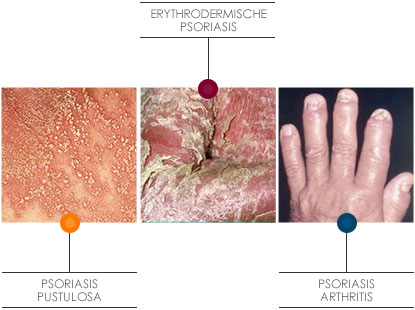 ERYTHRODERMISCHE
PSORIASIS
PSORIASIS
PUSTULOSA
PSORIASIS
ARTHRITIS